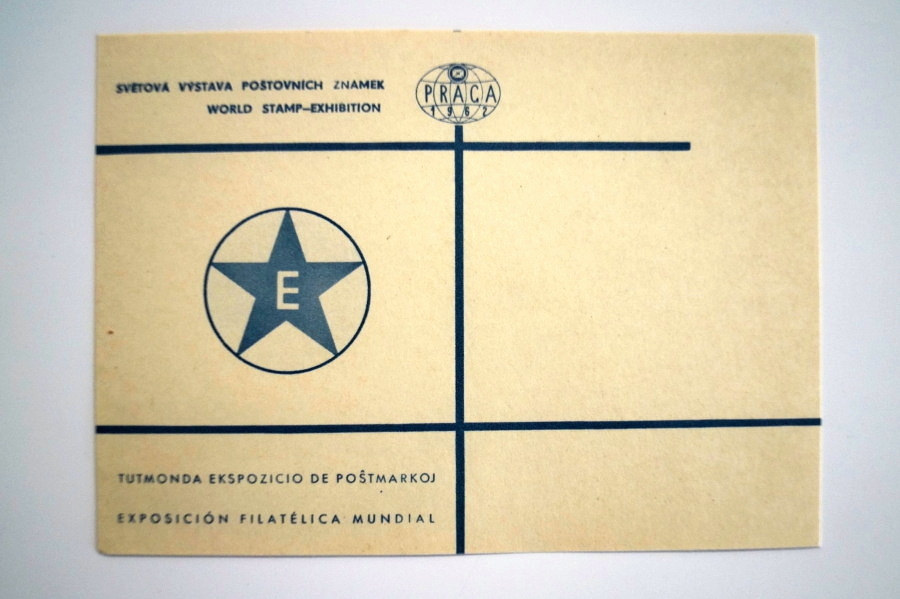 SVĚTOVÁ VÝSTAVA POŠTOVNÍCH ZNÁMEK
WORLD STAMP—EXHIBITION
PRAGA
1962
E
TUTMONDA EKSPOZICIO DE POŜTMARKOJ
EXPOSICIÓN FILATÉLICA MUNDIAL